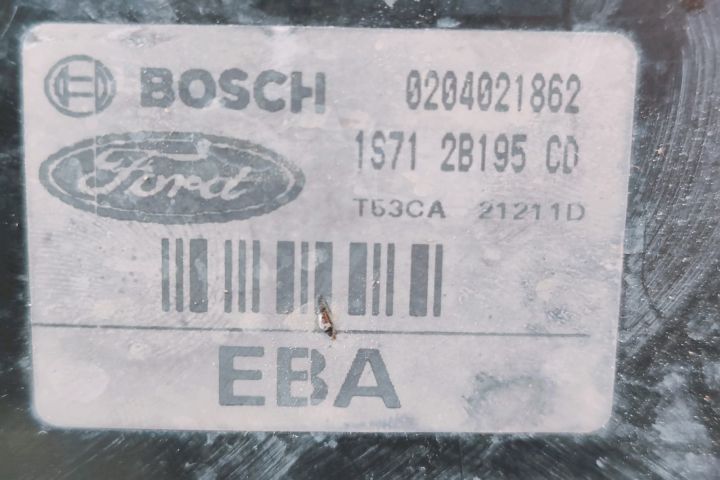 BOSCH 0204021862
Ford 1S71 2B195 CD
T53CA 21211D
EBA